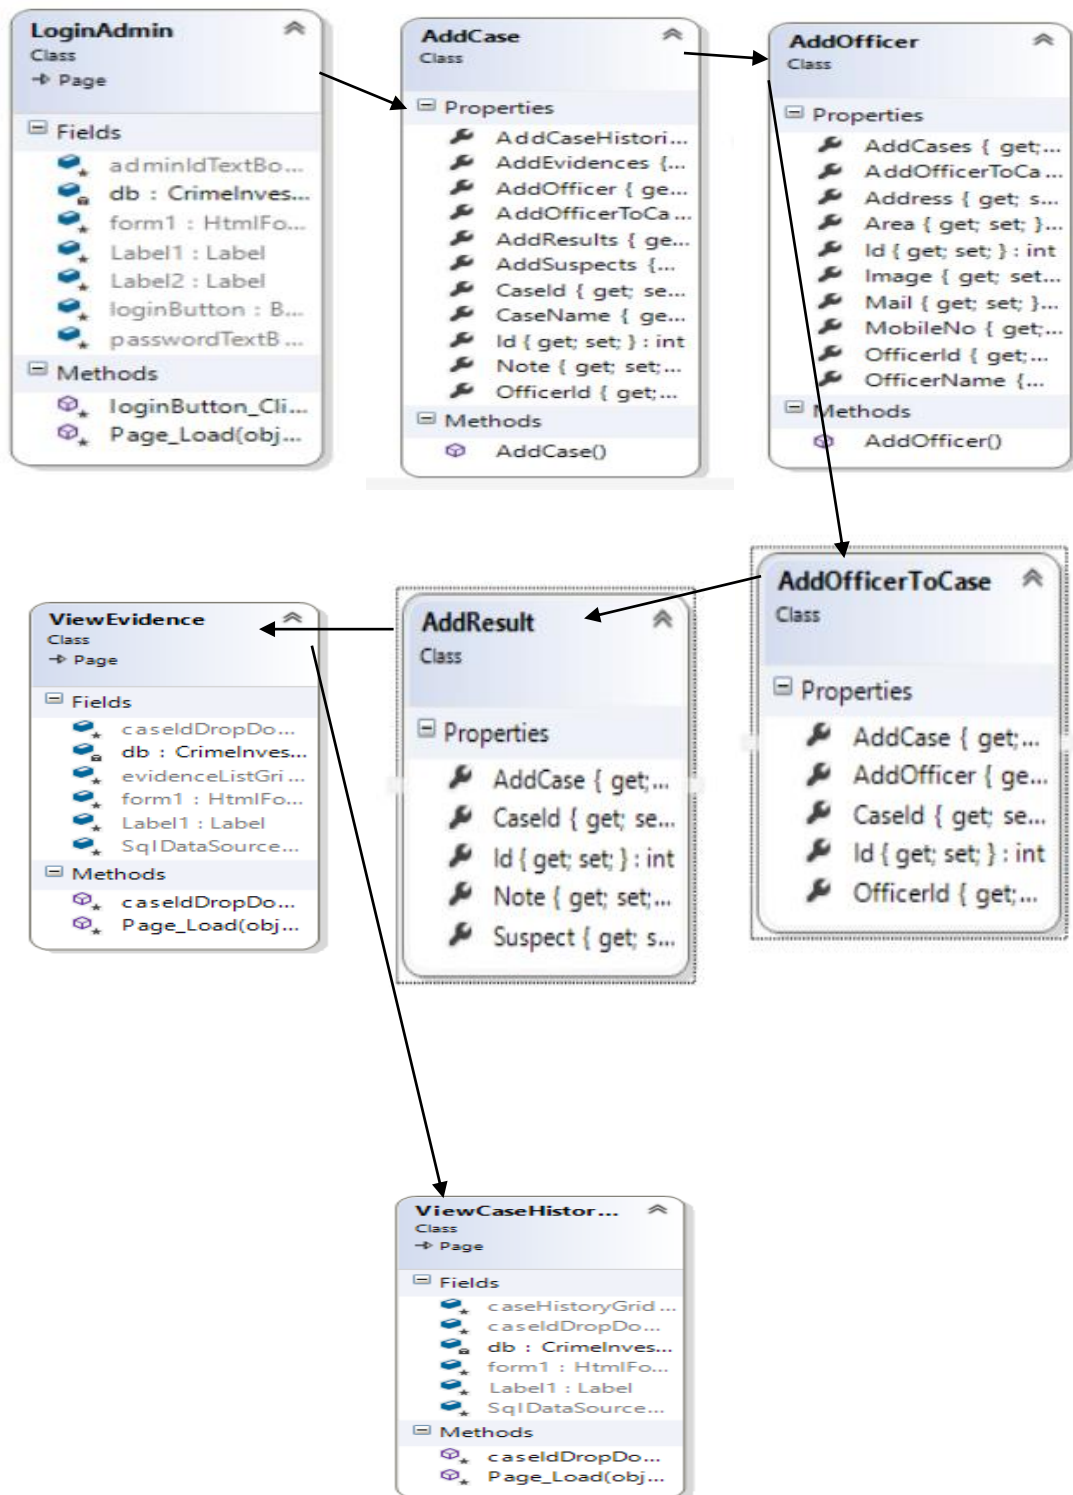 LoginAdmin
Class
Page
Fields
adminIdTextBo...
db : CrimeInves...
form1 : HtmlFo...
Label1 : Label
Label2 : Label
loginButton : B...
passwordTextB...
Methods
loginButton_Cli...
Page_Load(obj...
AddCase
Class
Properties
AddCaseHistori...
AddEvidences {...
AddOfficer { ge...
AddOfficerToCa...
AddResults { ge...
AddSuspects {...
CaseId { get; se...
CaseName { ge...
Id { get; set; } : int
Note { get; set;...
OfficerId { get;...
Methods
AddCase()
AddOfficer
Class
Properties
AddCases { get;...
AddOfficerToCa...
Address { get; s...
Area { get; set; }...
Id { get; set; } : int
Image { get; set...
Mail { get; set; }...
MobileNo { get;...
OfficerId { get;...
OfficerName {...
Methods
AddOfficer()
ViewEvidence
Class
Page
Fields
caseIdDropDo...
db : CrimeInves...
evidenceListGri...
form1 : HtmlFo...
Label1 : Label
SqlDataSource...
Methods
caseIdDropDo...
Page_Load(obj...
AddResult
Class
Properties
AddCase { get;...
CaseId { get; se...
Id { get; set; } : int
Note { get; set;...
Suspect { get; s...
AddOfficerToCase
Class
Properties
AddCase { get;...
AddOfficer { ge...
CaseId { get; se...
Id { get; set; } : int
OfficerId { get;...
ViewCaseHistor...
Class
Page
Fields
caseHistoryGrid...
caseIdDropDo...
db : CrimeInves...
form1 : HtmlFo...
Label1 : Label
SqlDataSource...
Methods
caseIdDropDo...
Page_Load(obj...